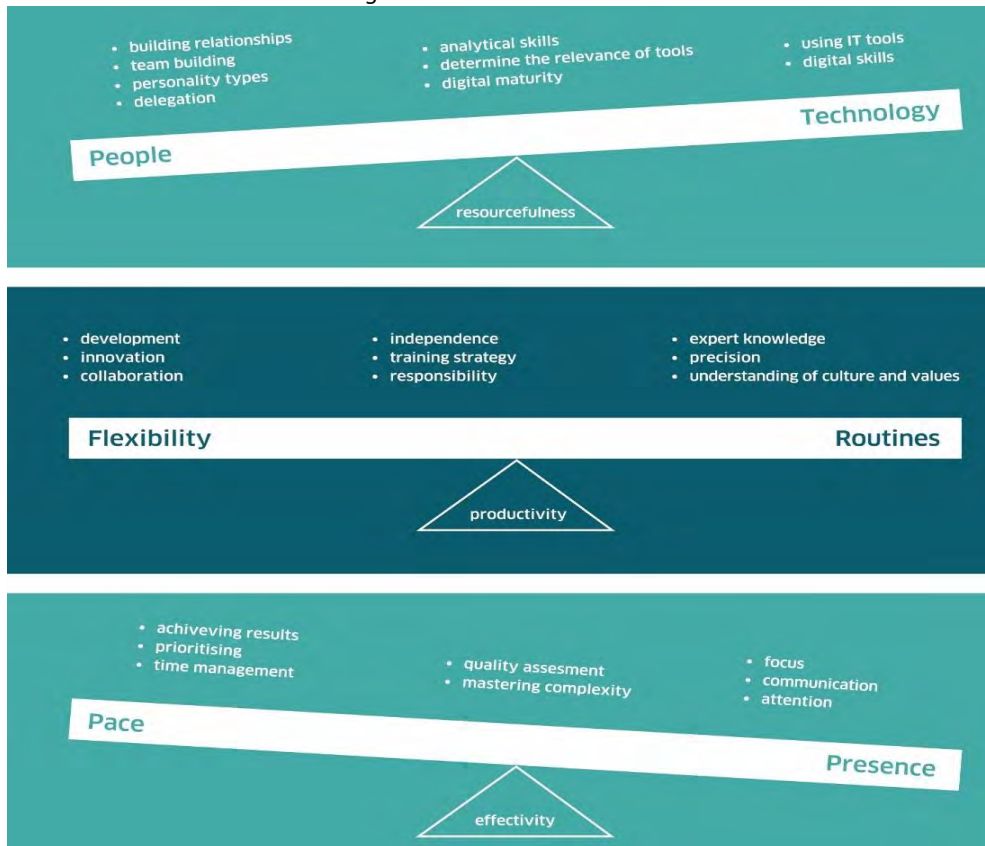 • building relationships
• team building
• personality types
• delegation
• analytical skills
• determine the relevance of tools
• digital maturity
• using IT tools
• digital skills
People
Technology
resourcefulness
• development
• innovation
• collaboration
• independence
• training strategy
• responsibility
• expert knowledge
• precision
• understanding of culture and values
Flexibility
Routines
productivity
• achiveving results
• prioritising
• time management
• quality assesment
• mastering complexity
• focus
• communication
• attention
Pace
Presence
effectivity